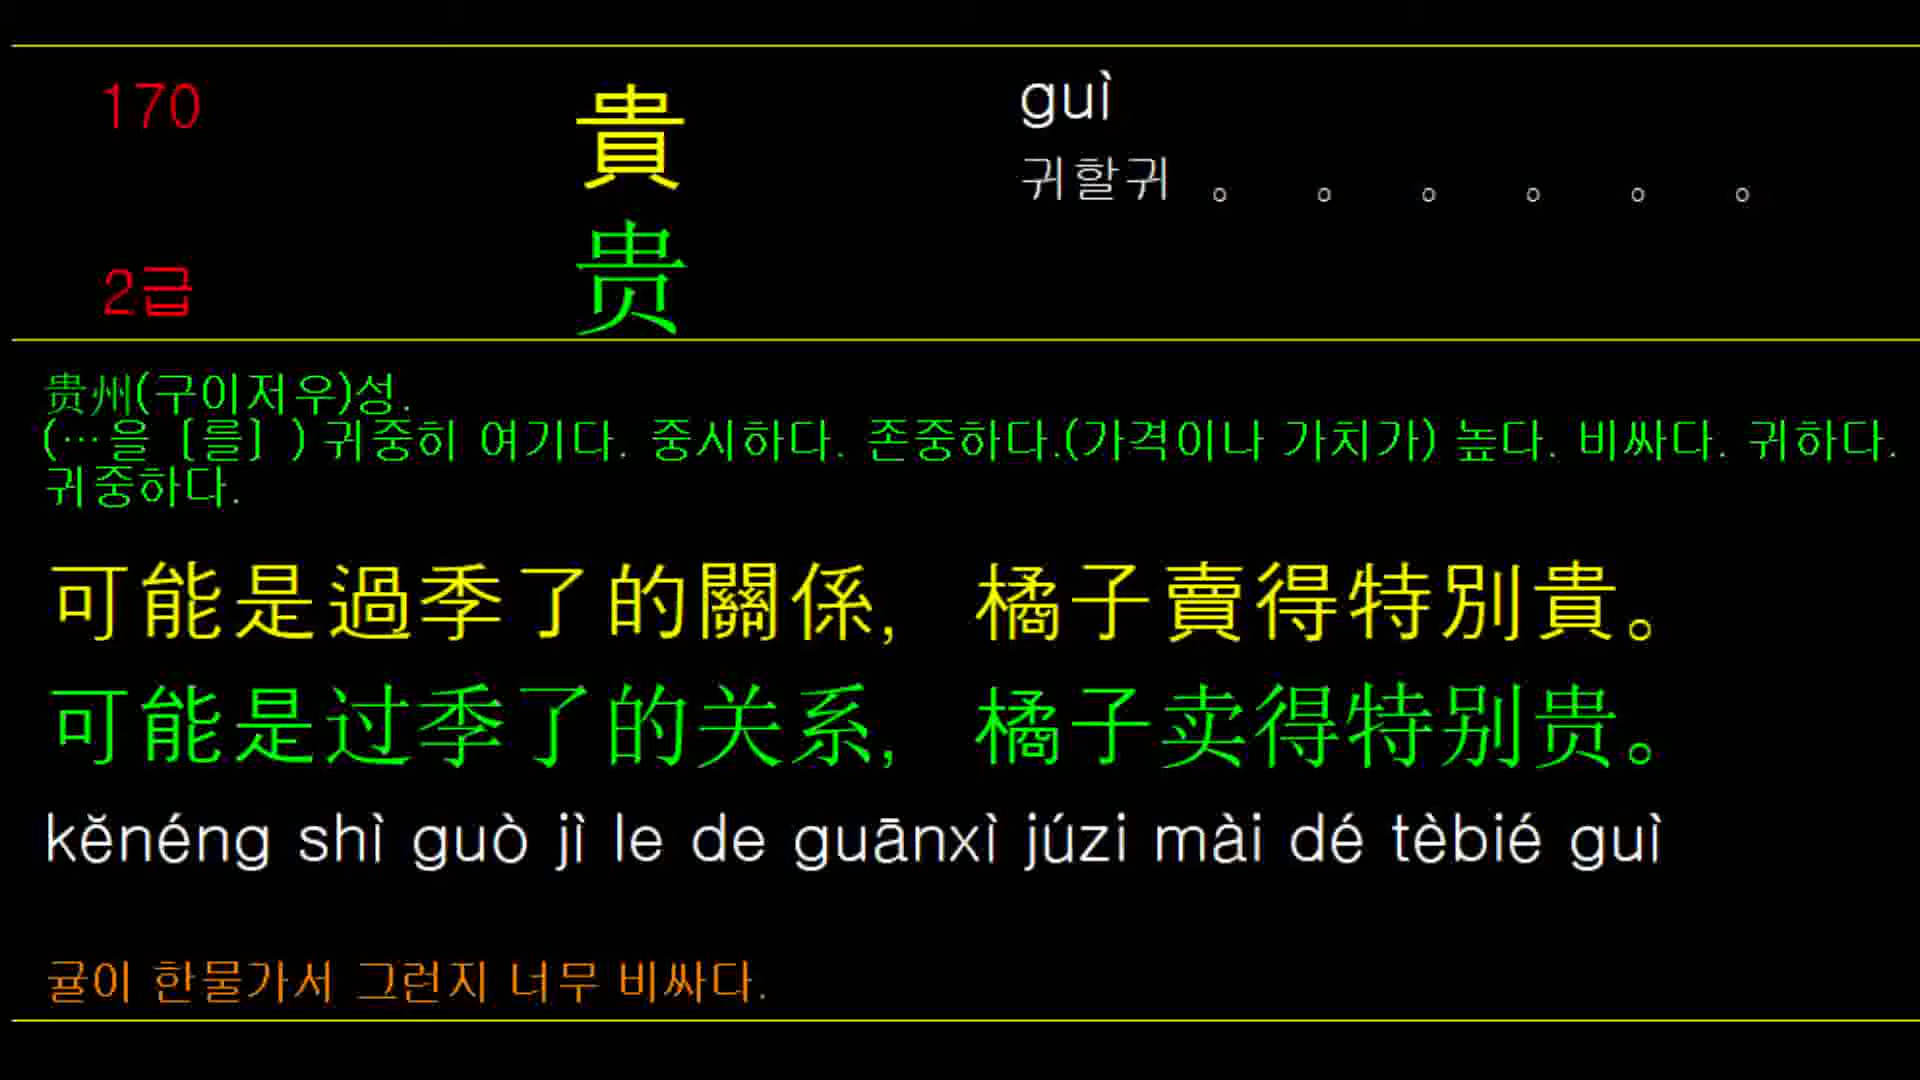 170
貴
guì
귀할귀 。 。 。 。 。 。
贵
2급
贵州(구이저우)성.
(…을〔를〕) 귀중히 여기다. 중시하다. 존중하다.(가격이나 가치가) 높다. 비싸다. 귀하다.
귀중하다.
可能是過季了的關係, 橘子賣得特別貴。
可能是过季了的关系, 橘子卖得特别贵。
kěnéng shì guò jì le de guānxì júzi mài dé tèbié guì
귤이 한물가서 그런지 너무 비싸다.